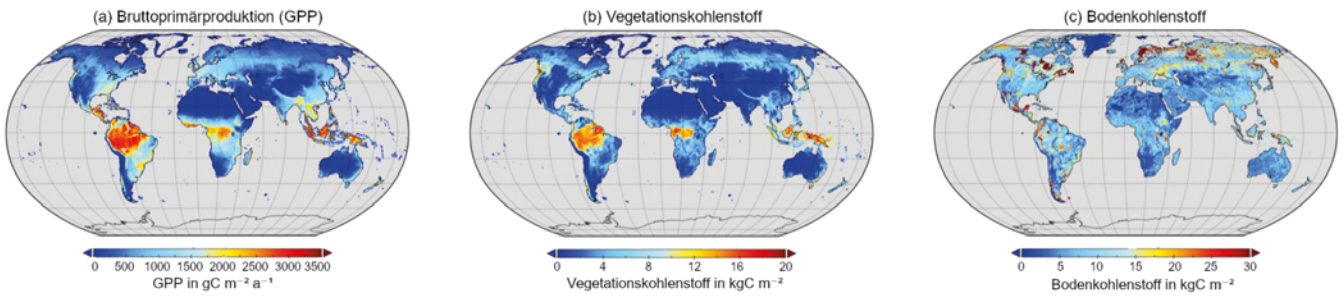 (a) Bruttoprimärproduktion (GPP)
(b) Vegetationskohlenstoff
(c) Bodenkohlenstoff
0 500 1000 1500 2000 2500 3000 3500
GPP in gC m⁻² a⁻¹
0 4 8 12 16 20
Vegetationskohlenstoff in kgC m⁻²
0 5 10 15 20 25 30
Bodenkohlenstoff in kgC m⁻²